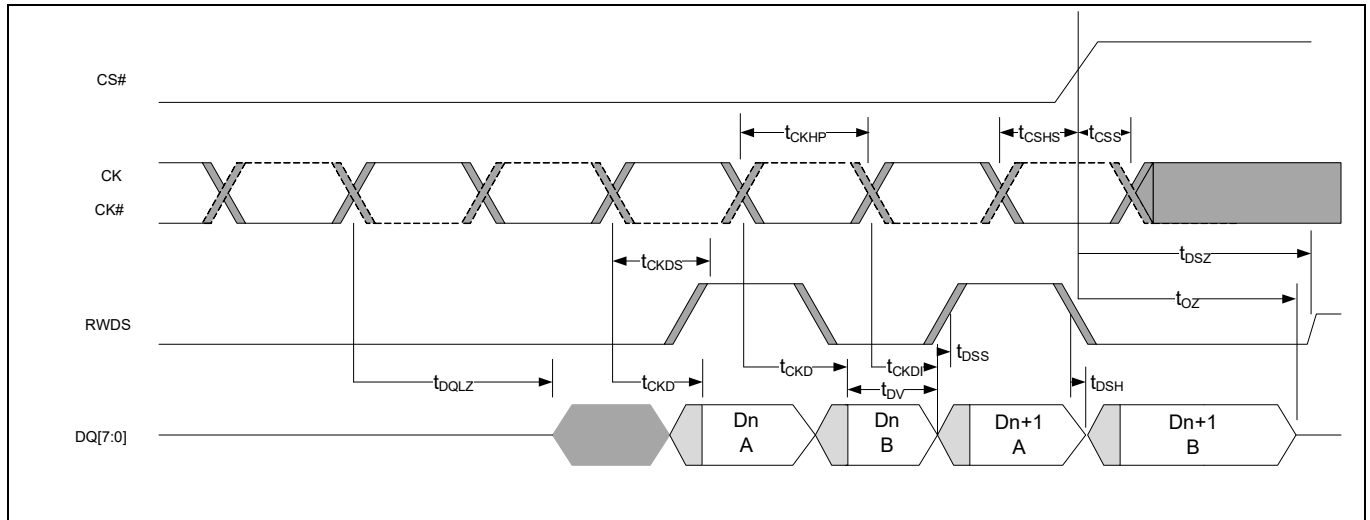 CS#
tCKHP
tCSHS
tCSS
CK
CK#
tCKDS
tDSZ
tOZ
RWDS
tDSS
tDQLZ
tCKD
tCKD
tCKDI
tDV
tDSH
DQ[7:0]
Dn
A
Dn
B
Dn+1
A
Dn+1
B